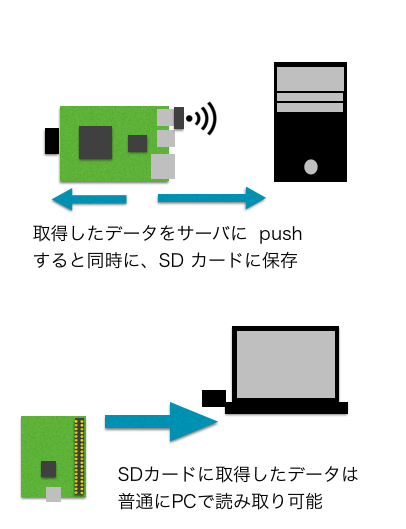 取得したデータをサーバに push
すると同時に、SD カードに保存
SDカードに取得したデータは
普通にPCで読み取り可能